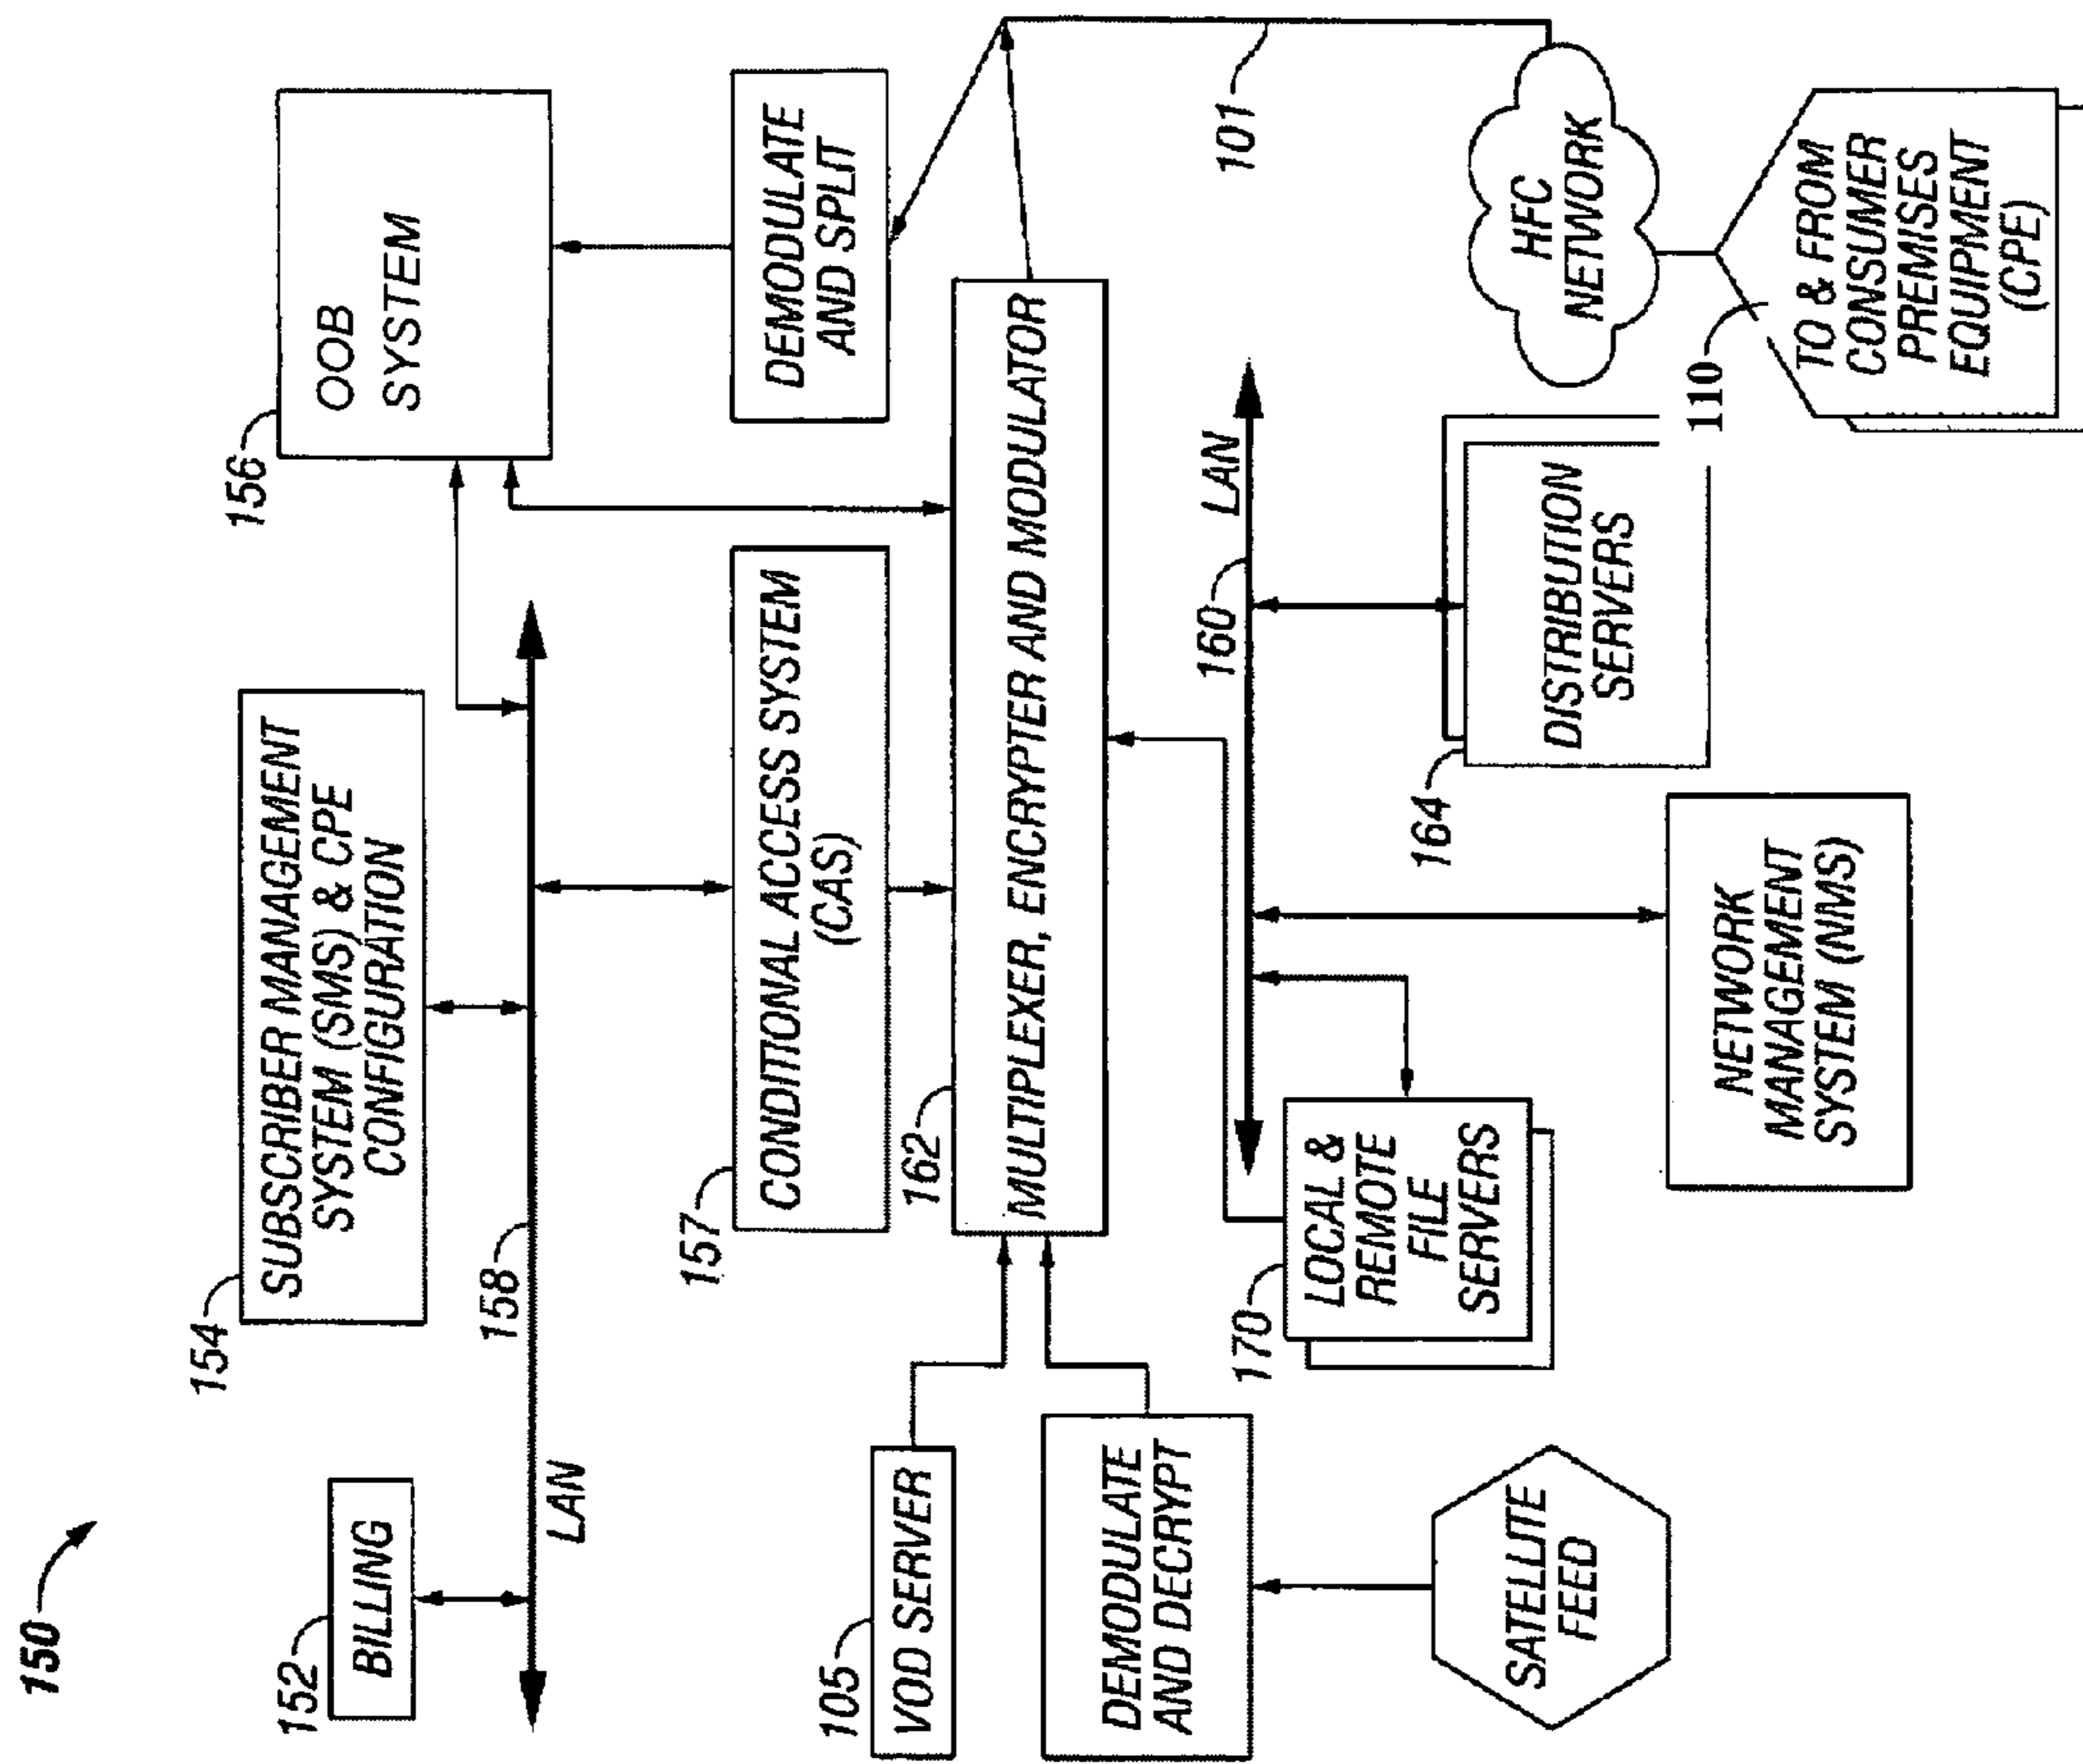 150
152
BILLING
154
SUBSCRIBER MANAGEMENT
SYSTEM (SMS) & CPE
CONFIGURATION
156
OOB
SYSTEM
158
LAN
157
CONDITIONAL ACCESS SYSTEM
(CAS)
DEMODULATE
AND SPLIT
105
VOD SERVER
162
MULTIPLEXER, ENCRYPTER AND MODULATOR
DEMODULATE
AND DECRYPT
101
160
LAN
170
LOCAL &
REMOTE
FILE
SERVERS
164
DISTRIBUTION
SERVERS
HFC
NETWORK
SATELLITE
FEED
NETWORK
MANAGEMENT
SYSTEM (NMS)
110
TO & FROM
CONSUMER
PREMISES
EQUIPMENT
(CPE)